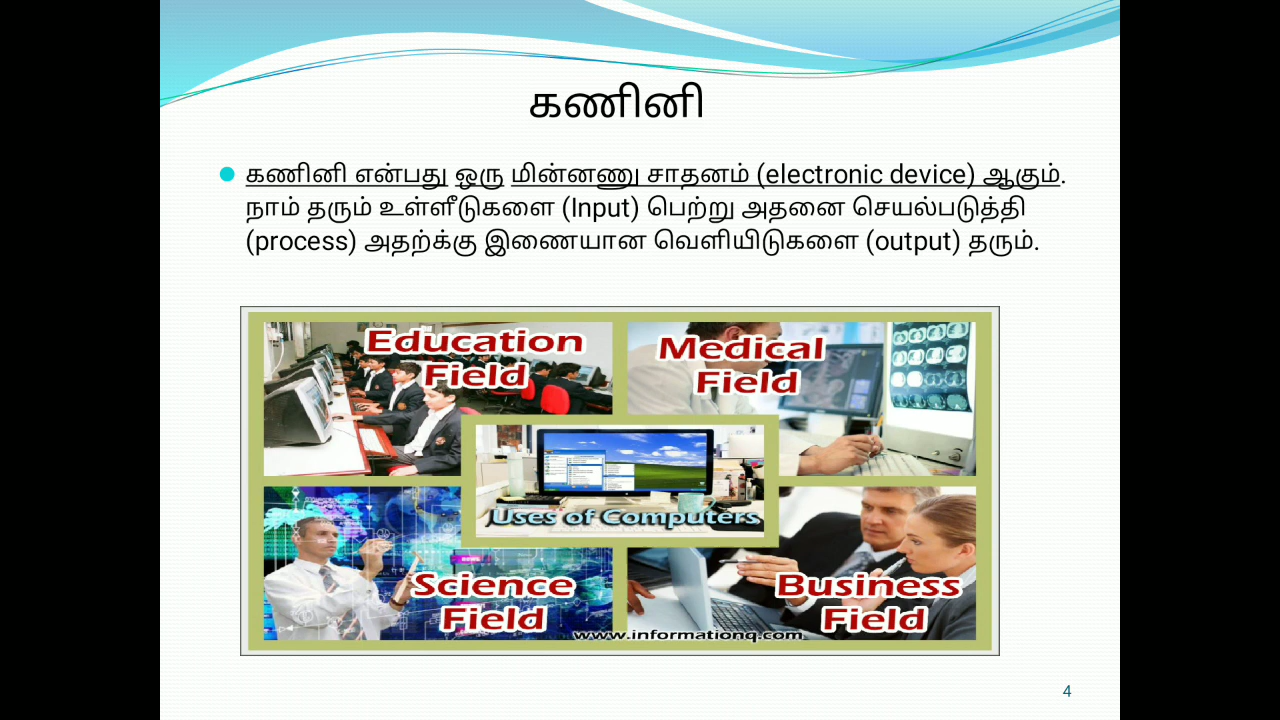 கணினி
கணினி என்பது ஒரு மின்னணு சாதனம் (electronic device) ஆகும்.
நாம் தரும் உள்ளீடுகளை (Input) பெற்று அதனை செயல்படுத்தி
(process) அதற்க்கு இணையான வெளியிடுகளை (output) தரும்.
Education
Field
Medical
Field
Uses of Computers
Science
Field
Business
Field
www.informationq.com
4